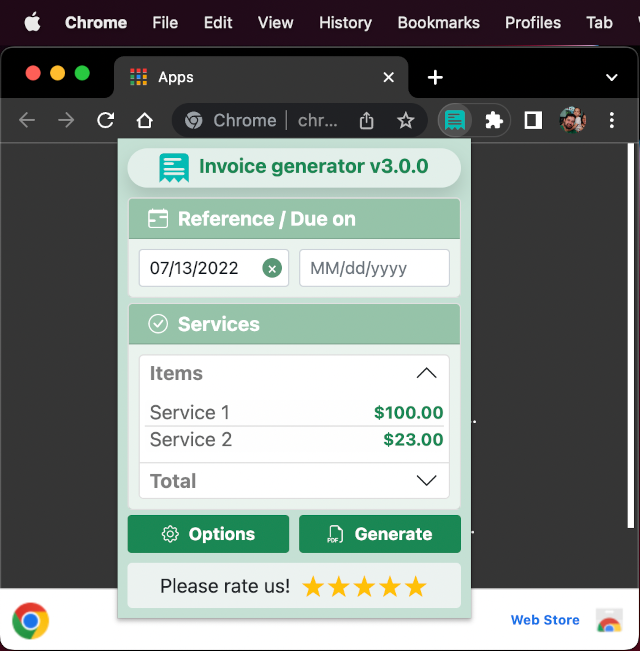 Chrome File Edit View History Bookmarks Profiles Tab
Apps
Chrome | chr...
Invoice generator v3.0.0
Reference / Due on
07/13/2022 MM/dd/yyyy
Services
Items
Service 1 $100.00
Service 2 $23.00
Total
Options PDF Generate
Please rate us!
Web Store